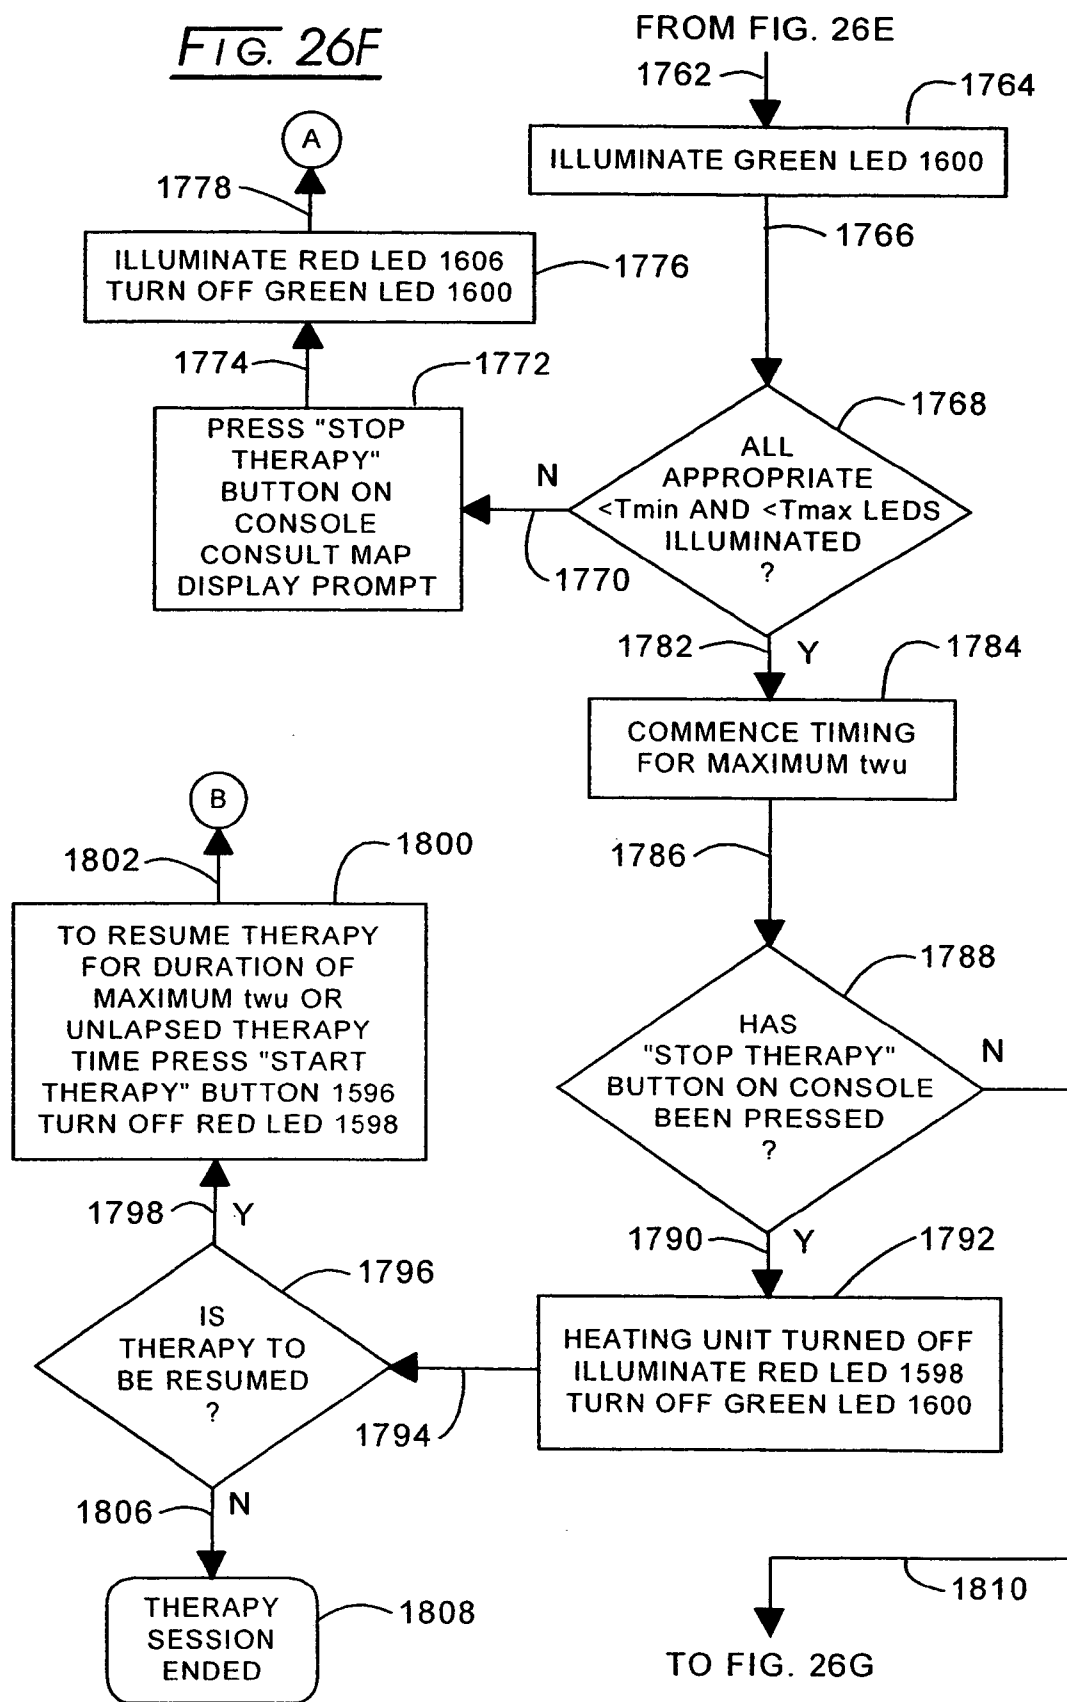 FIG. 26F
FROM FIG. 26E
1762
1764
ILLUMINATE GREEN LED 1600
1766
A
1778
ILLUMINATE RED LED 1606
TURN OFF GREEN LED 1600
1776
1774
1772
PRESS "STOP
THERAPY"
BUTTON ON
CONSOLE
CONSULT MAP
DISPLAY PROMPT
N
1770
1768
ALL
APPROPRIATE
<Tmin AND <Tmax LEDS
ILLUMINATED
?
1782
Y
1784
COMMENCE TIMING
FOR MAXIMUM twu
1786
1788
HAS
"STOP THERAPY"
BUTTON ON CONSOLE
BEEN PRESSED
?
N
1790
Y
1792
HEATING UNIT TURNED OFF
ILLUMINATE RED LED 1598
TURN OFF GREEN LED 1600
1794
B
1802
1800
TO RESUME THERAPY
FOR DURATION OF
MAXIMUM twu OR
UNLAPSED THERAPY
TIME PRESS "START
THERAPY" BUTTON 1596
TURN OFF RED LED 1598
1798
Y
1796
IS
THERAPY TO
BE RESUMED
?
1806
N
THERAPY
SESSION
ENDED
1808
1810
TO FIG. 26G